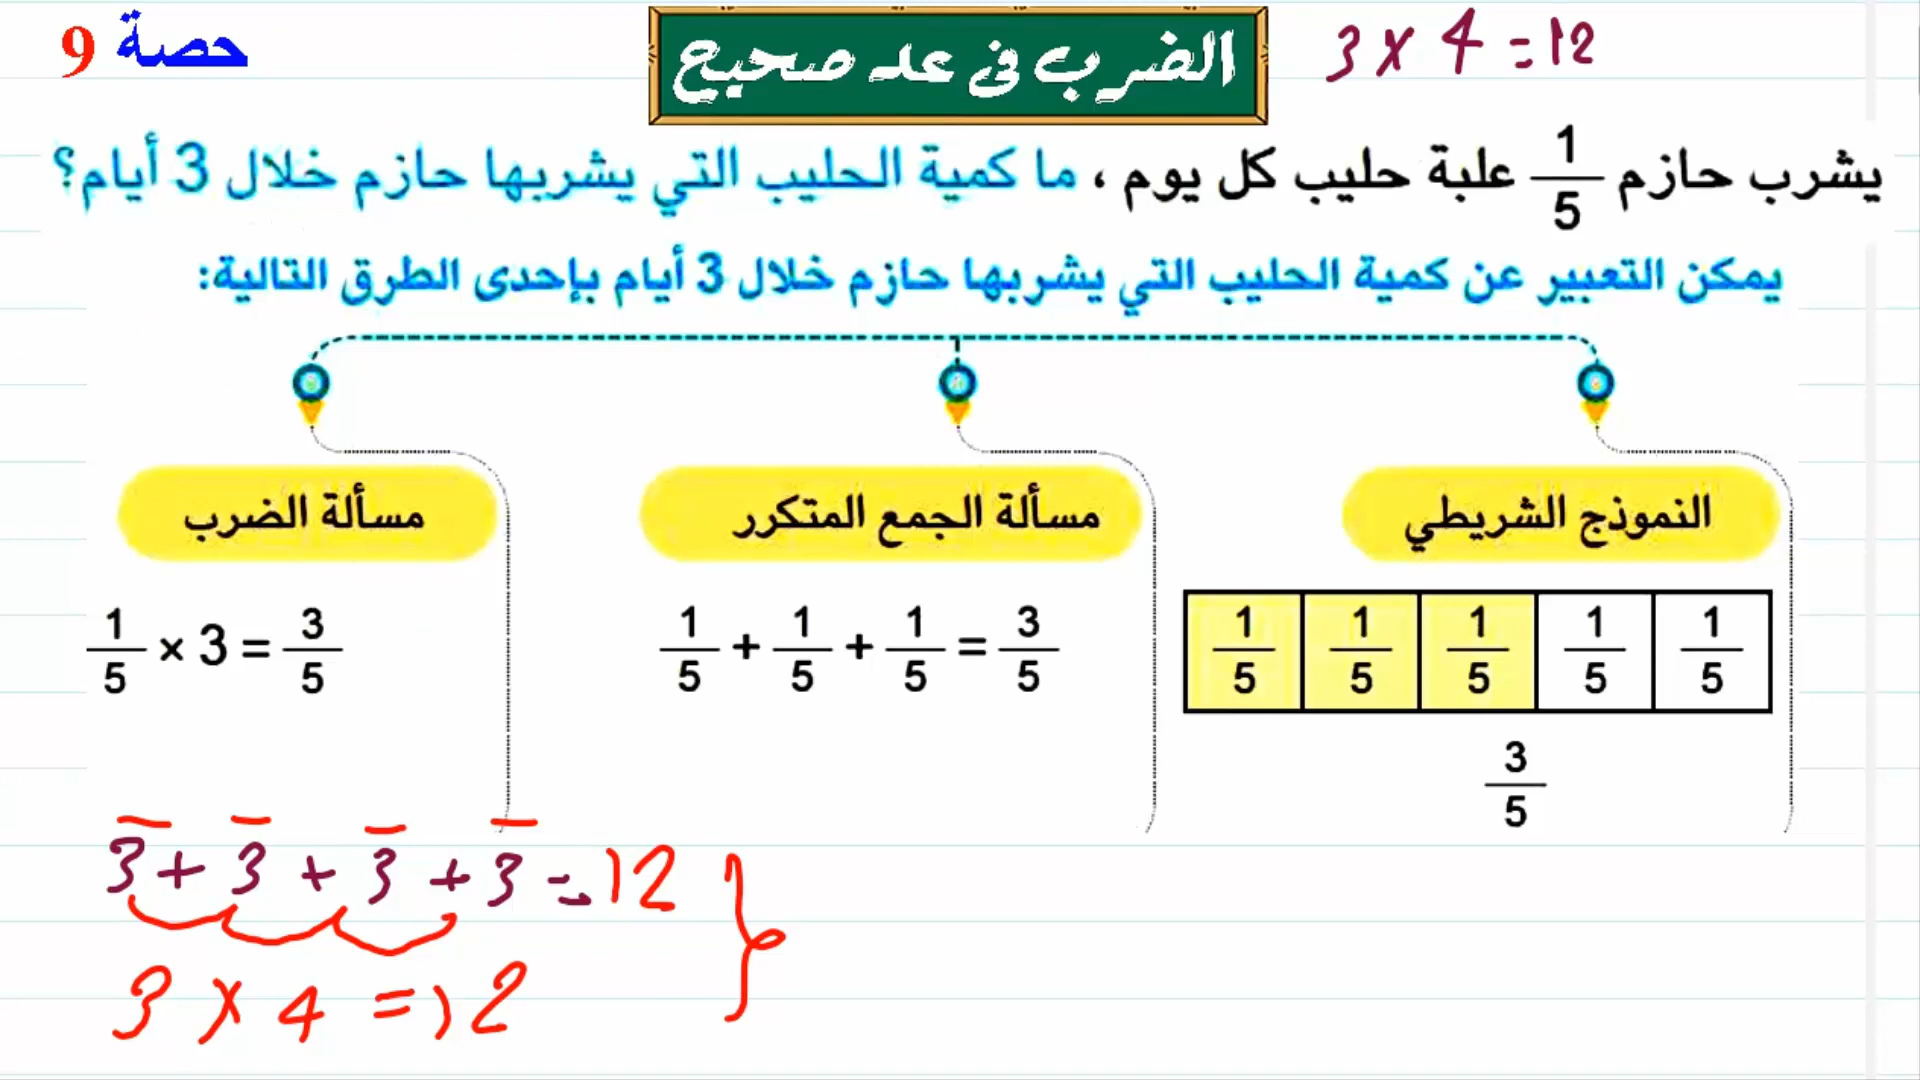 حصة 9
الضرب فى عدد صحيح
3 × 4 = 12
يشرب حازم 1/5 علبة حليب كل يوم ، ما كمية الحليب التي يشربها حازم خلال 3 أيام؟
يمكن التعبير عن كمية الحليب التي يشربها حازم خلال 3 أيام بإحدى الطرق التالية:
النموذج الشريطي
1/5 1/5 1/5 1/5 1/5
3/5
مسألة الجمع المتكرر
1/5 + 1/5 + 1/5 = 3/5
مسألة الضرب
1/5 × 3 = 3/5
3 + 3 + 3 + 3 = 12
3 × 4 = 12